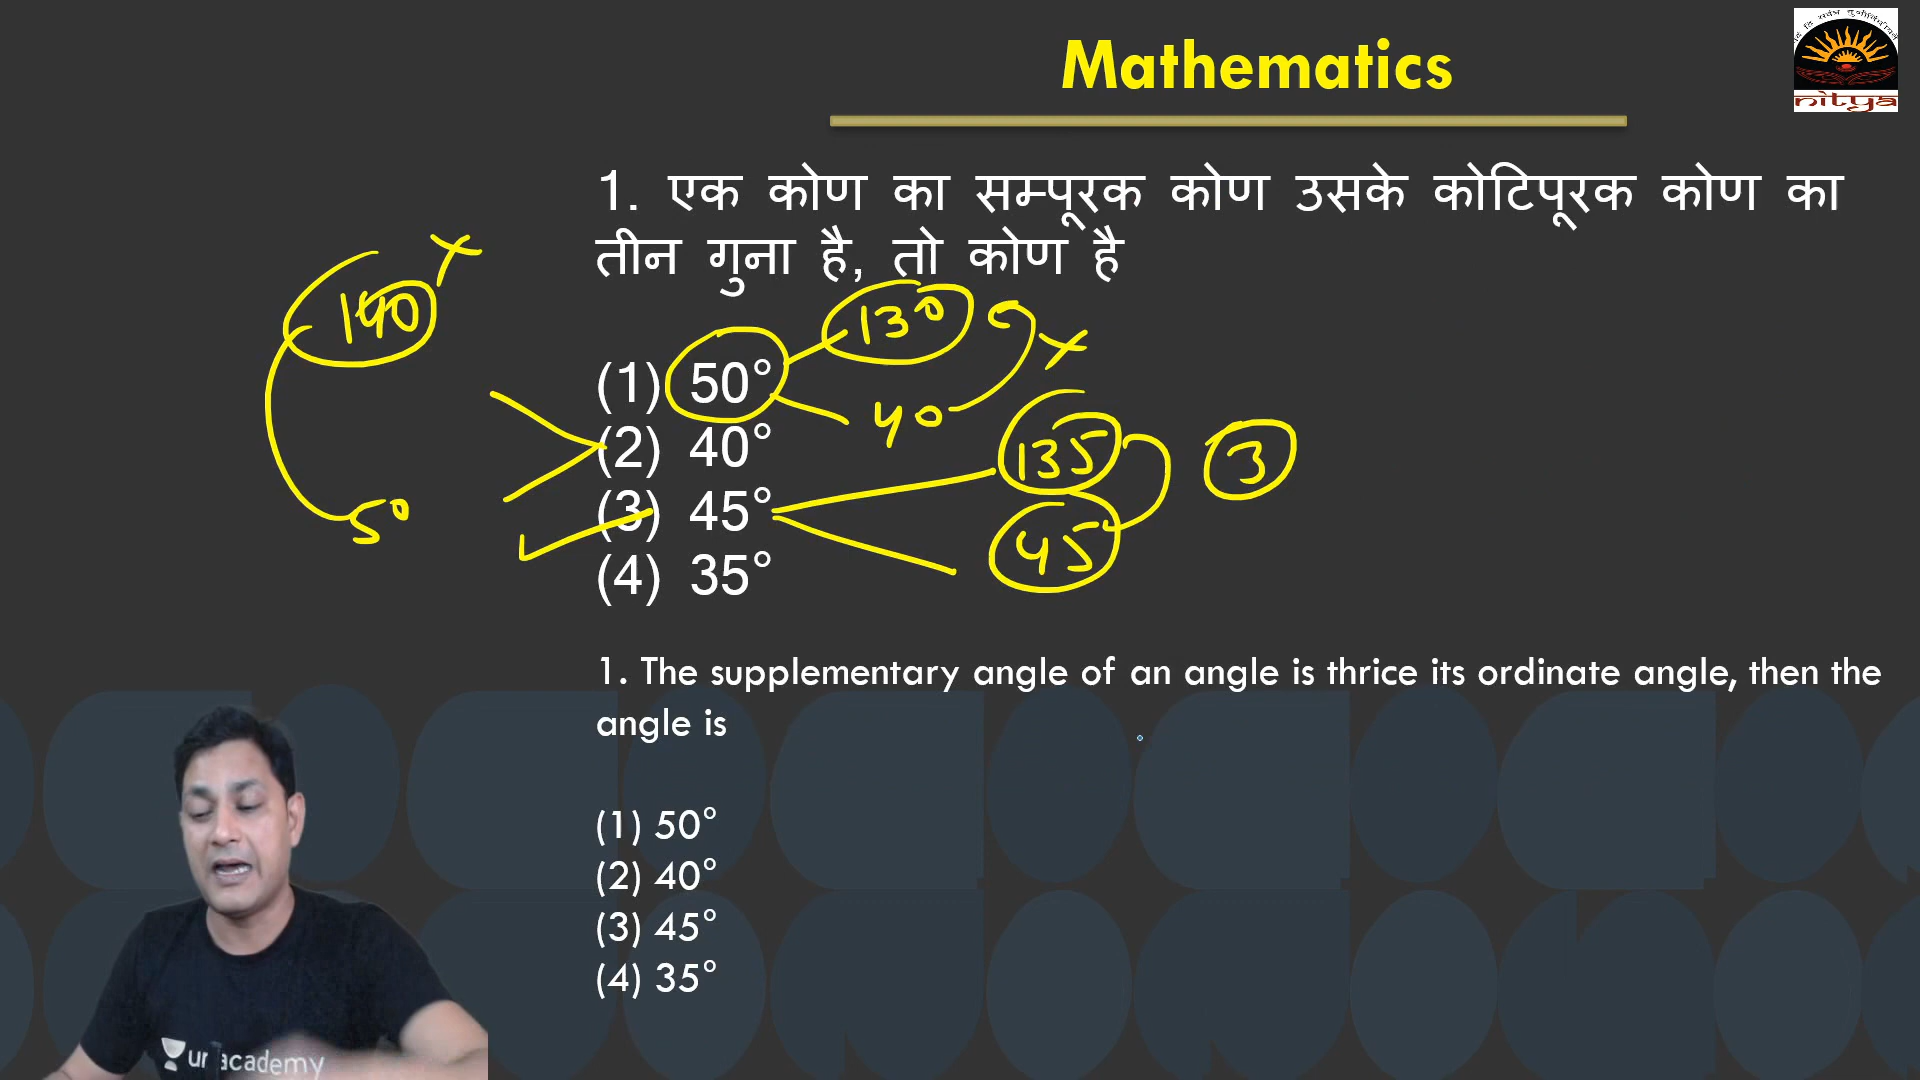 Mathematics
nitya
1. एक कोण का सम्पूरक कोण उसके कोटिपूरक कोण का
तीन गुना है, तो कोण है
140
130
(1) 50°
40
(2) 40°
135
3
(3) 45°
50
45
(4) 35°
1. The supplementary angle of an angle is thrice its ordinate angle, then the
angle is
(1) 50°
(2) 40°
(3) 45°
(4) 35°